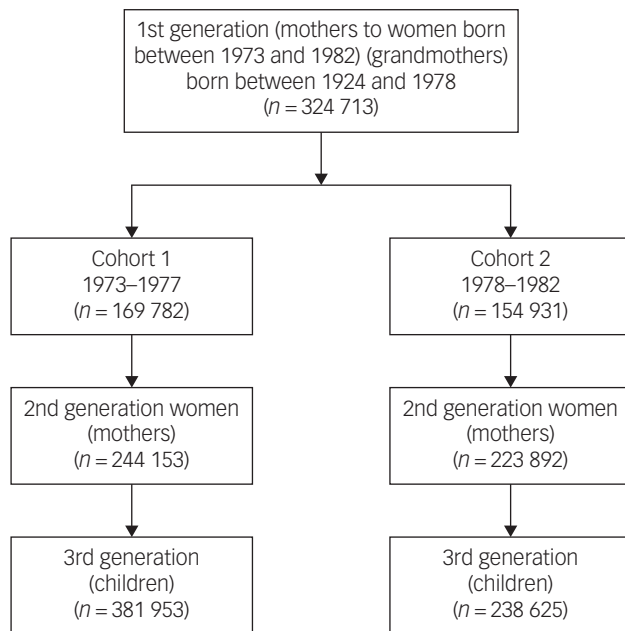 1st generation (mothers to women born
between 1973 and 1982) (grandmothers)
born between 1924 and 1978
(n = 324 713)
Cohort 1
1973–1977
(n = 169 782)
Cohort 2
1978–1982
(n = 154 931)
2nd generation women
(mothers)
(n = 244 153)
2nd generation women
(mothers)
(n = 223 892)
3rd generation
(children)
(n = 381 953)
3rd generation
(children)
(n = 238 625)